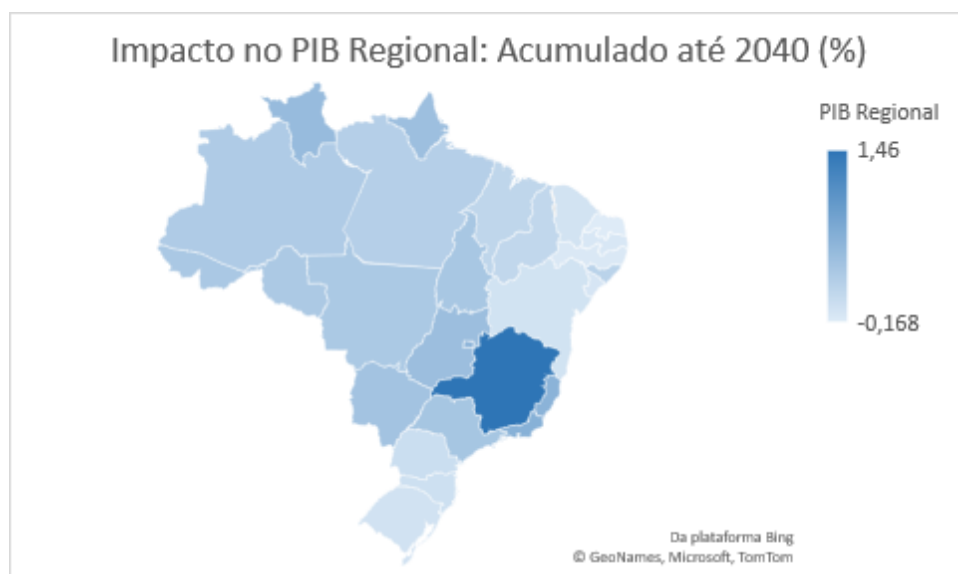 Impacto no PIB Regional: Acumulado até 2040 (%)
PIB Regional
1,46
-0,168
Da plataforma Bing
© GeoNames, Microsoft, TomTom